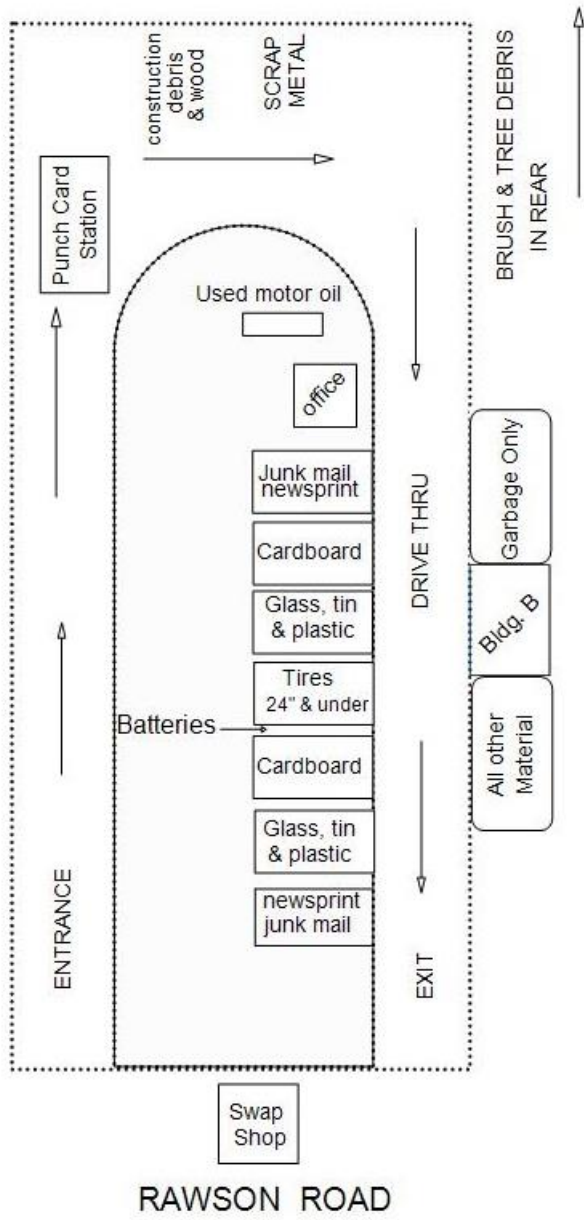 construction
debris
& wood
SCRAP
METAL
BRUSH & TREE DEBRIS
IN REAR
Punch Card
Station
Used motor oil
office
Junk mail
newsprint
Garbage Only
Cardboard
DRIVE THRU
Glass, tin
& plastic
Bldg. B
Tires
24" & under
Batteries
Cardboard
All other
Material
Glass, tin
& plastic
ENTRANCE
newsprint
junk mail
EXIT
Swap
Shop
RAWSON ROAD